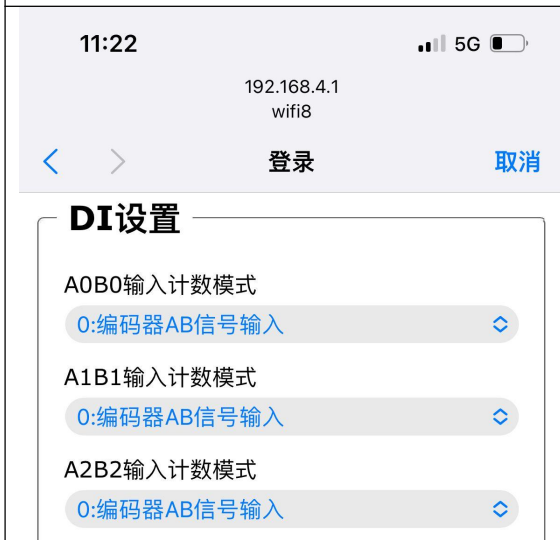 11:22 5G
192.168.4.1
wifi8
登录 取消
DI设置
A0B0输入计数模式
0:编码器AB信号输入
A1B1输入计数模式
0:编码器AB信号输入
A2B2输入计数模式
0:编码器AB信号输入